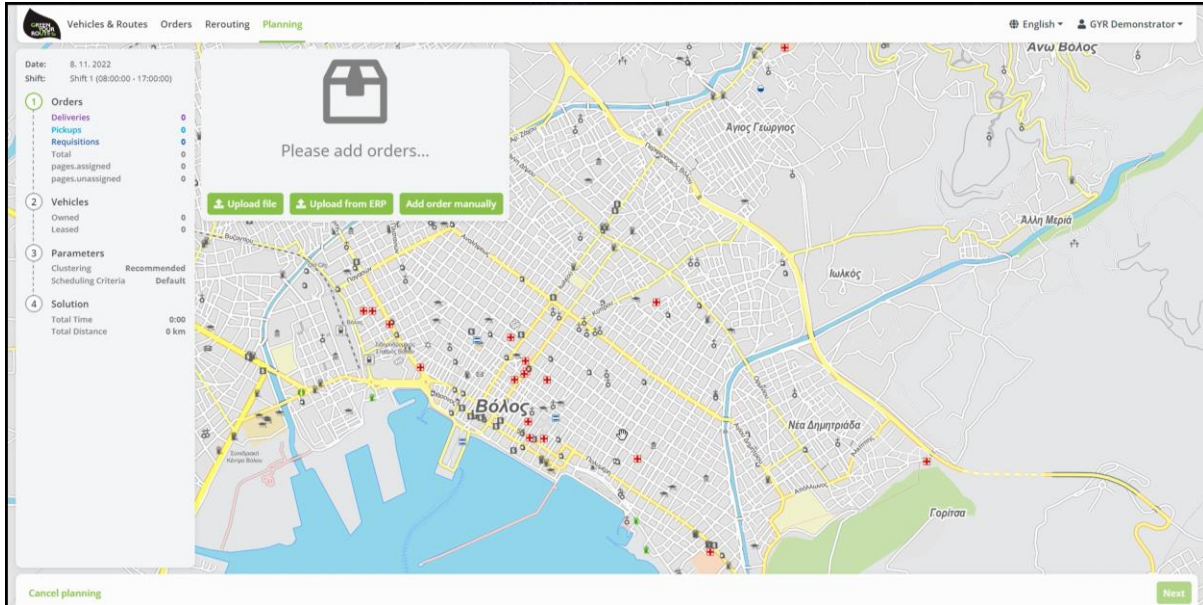 GREEN
YOUR
ROUTE
Vehicles & Routes Orders Rerouting Planning
English
GYR Demonstrator
Date: 8. 11. 2022
Shift: Shift 1 (08:00:00 - 17:00:00)
1 Orders
Deliveries 0
Pickups 0
Requisitions 0
Total 0
pages.assigned 0
pages.unassigned 0
2 Vehicles
Owned 0
Leased 0
3 Parameters
Clustering Recommended
Scheduling Criteria Default
4 Solution
Total Time 0:00
Total Distance 0 km
Please add orders...
Upload file Upload from ERP Add order manually
Άνω Βόλος
Άγιος Γεώργιος
Άλλη Μεριά
Ιωλκός
Βόλος
Νέα Δημητριάδα
Γορίτσα
Cancel planning
Next